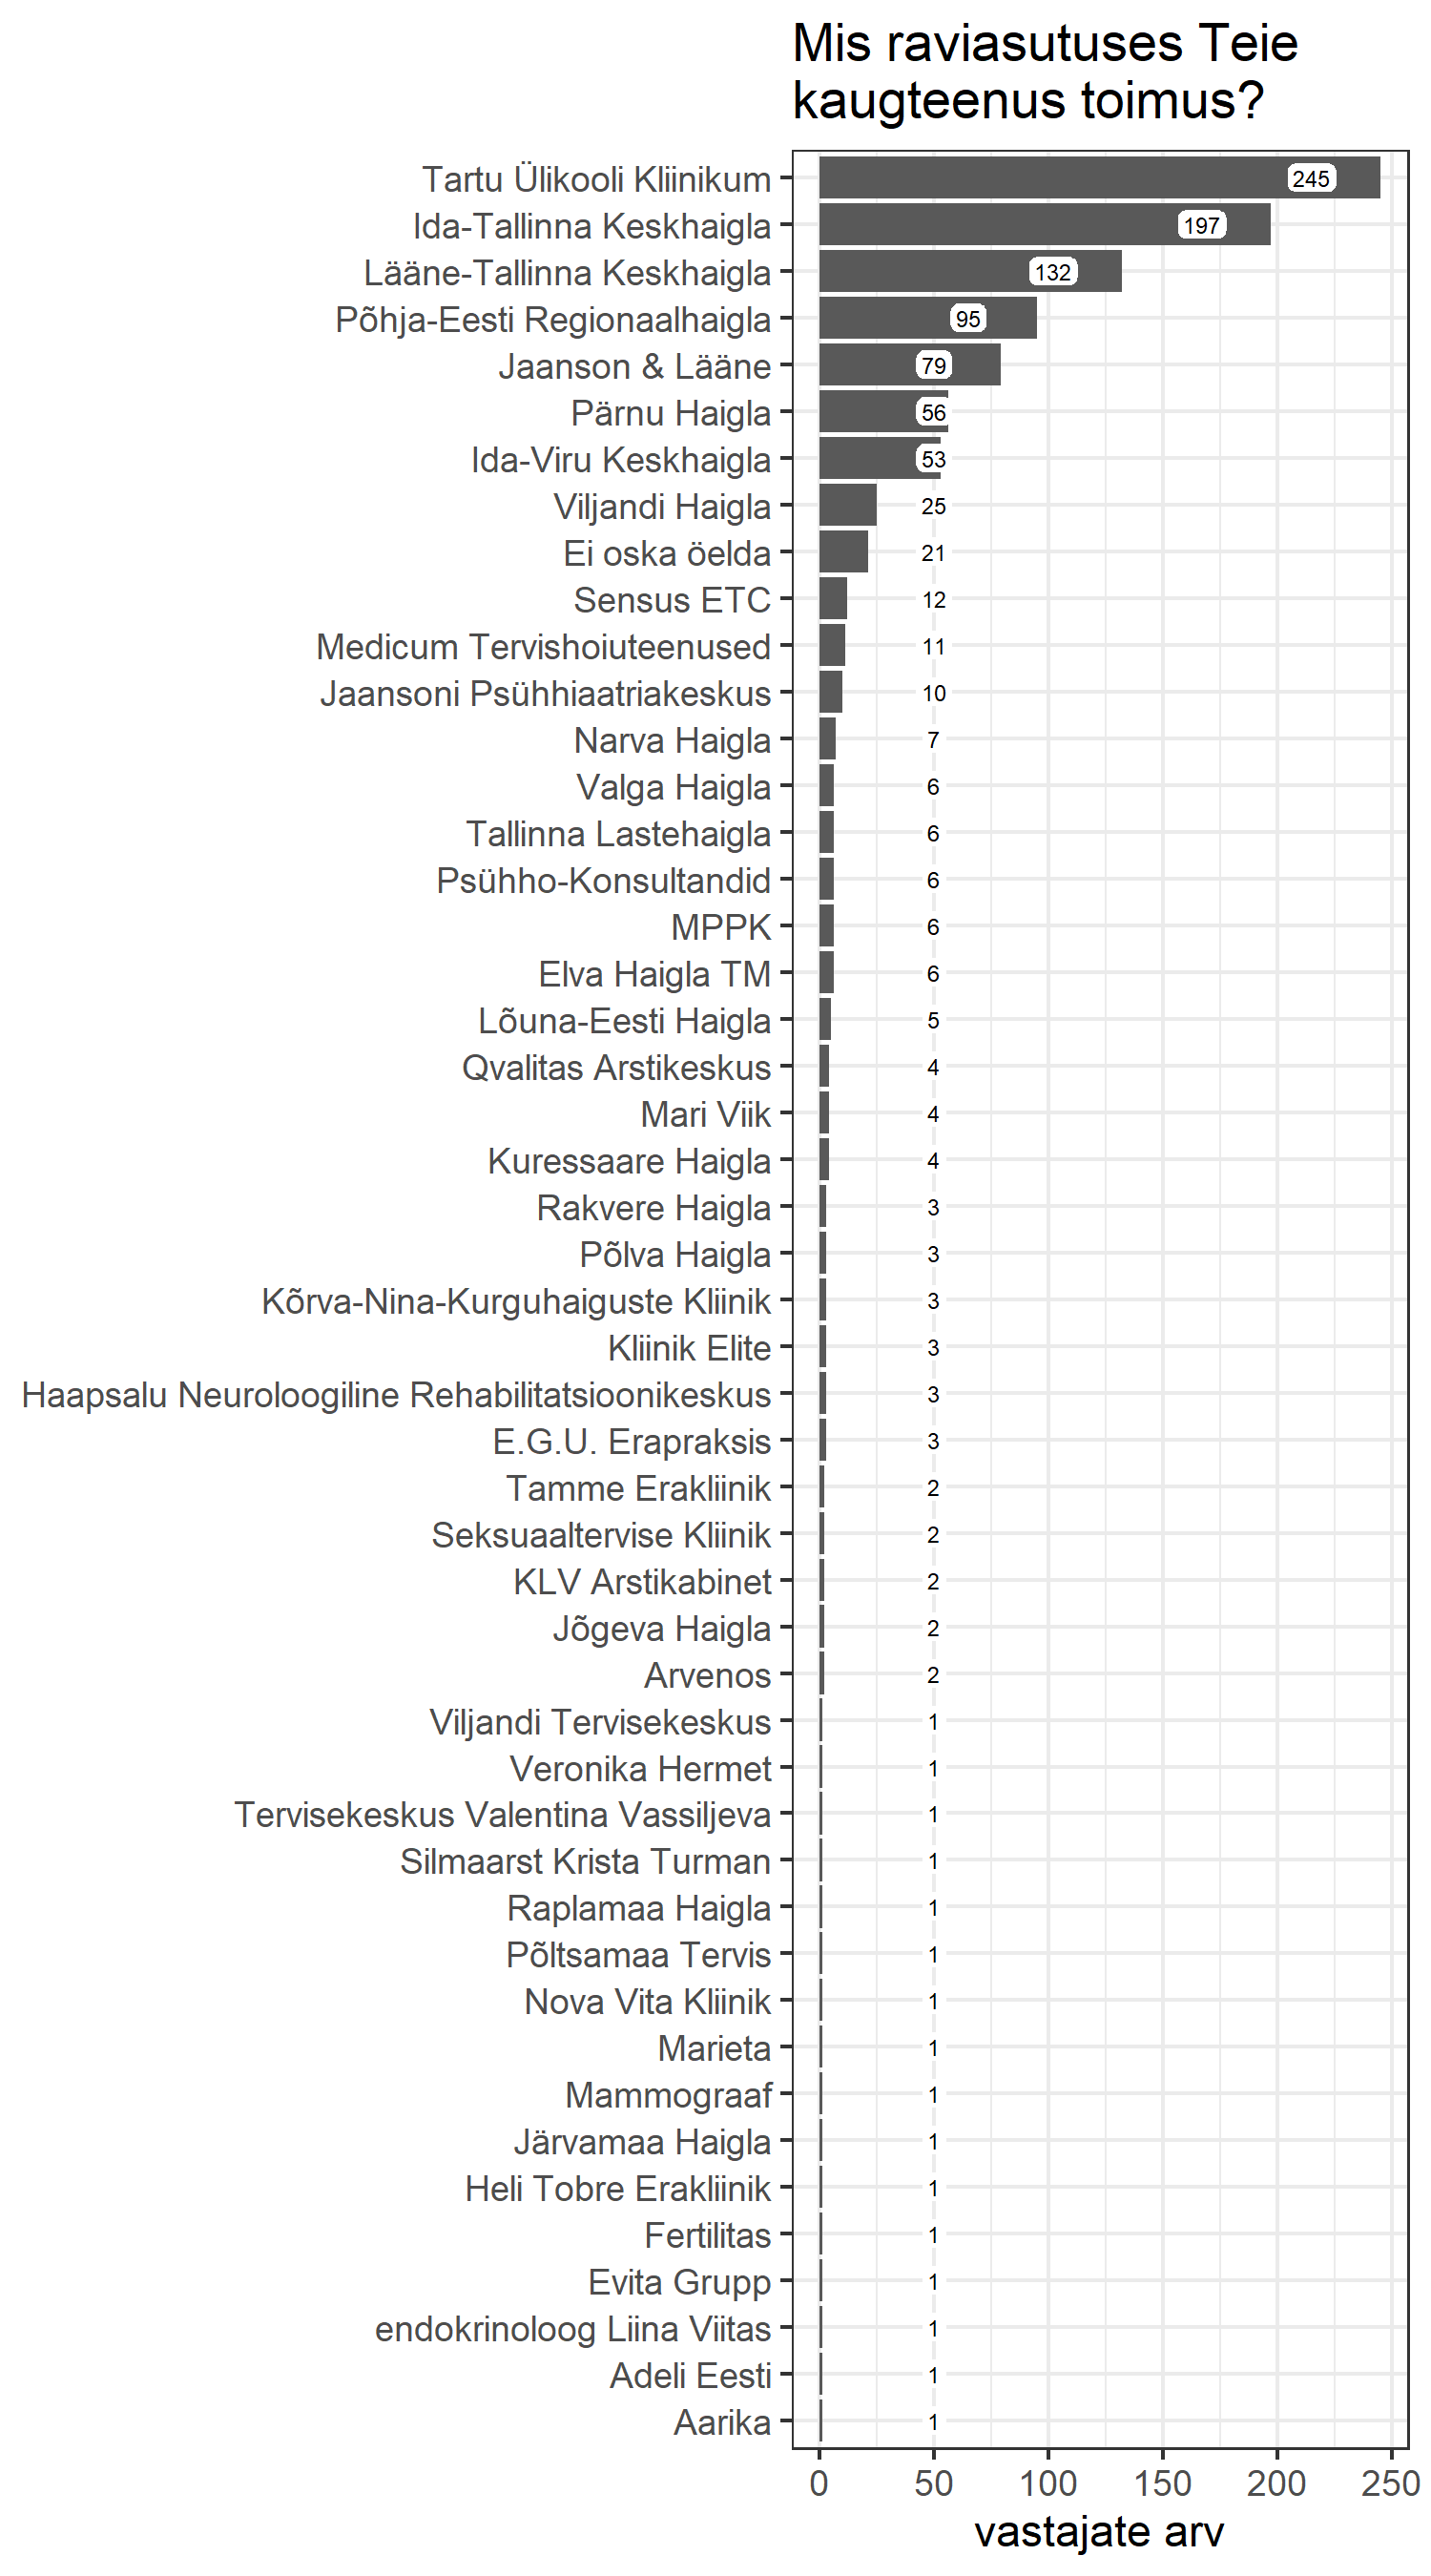 Mis raviasutuses Teie
kaugteenus toimus?
Tartu Ülikooli Kliinikum 245
Ida-Tallinna Keskhaigla 197
Lääne-Tallinna Keskhaigla 132
Põhja-Eesti Regionaalhaigla 95
Jaanson & Lääne 79
Pärnu Haigla 56
Ida-Viru Keskhaigla 53
Viljandi Haigla 25
Ei oska öelda 21
Sensus ETC 12
Medicum Tervishoiuteenused 11
Jaansoni Psühhiaatriakeskus 10
Narva Haigla 7
Valga Haigla 6
Tallinna Lastehaigla 6
Psühho-Konsultandid 6
MPPK 6
Elva Haigla TM 6
Lõuna-Eesti Haigla 5
Qvalitas Arstikeskus 4
Mari Viik 4
Kuressaare Haigla 4
Rakvere Haigla 3
Põlva Haigla 3
Kõrva-Nina-Kurguhaiguste Kliinik 3
Kliinik Elite 3
Haapsalu Neuroloogiline Rehabilitatsioonikeskus 3
E.G.U. Erapraksis 3
Tamme Erakliinik 2
Seksuaaltervise Kliinik 2
KLV Arstikabinet 2
Jõgeva Haigla 2
Arvenos 2
Viljandi Tervisekeskus 1
Veronika Hermet 1
Tervisekeskus Valentina Vassiljeva 1
Silmaarst Krista Turman 1
Raplamaa Haigla 1
Põltsamaa Tervis 1
Nova Vita Kliinik 1
Marieta 1
Mammograaf 1
Järvamaa Haigla 1
Heli Tobre Erakliinik 1
Fertilitas 1
Evita Grupp 1
endokrinoloog Liina Viitas 1
Adeli Eesti 1
Aarika 1
0 50 100 150 200 250
vastajate arv